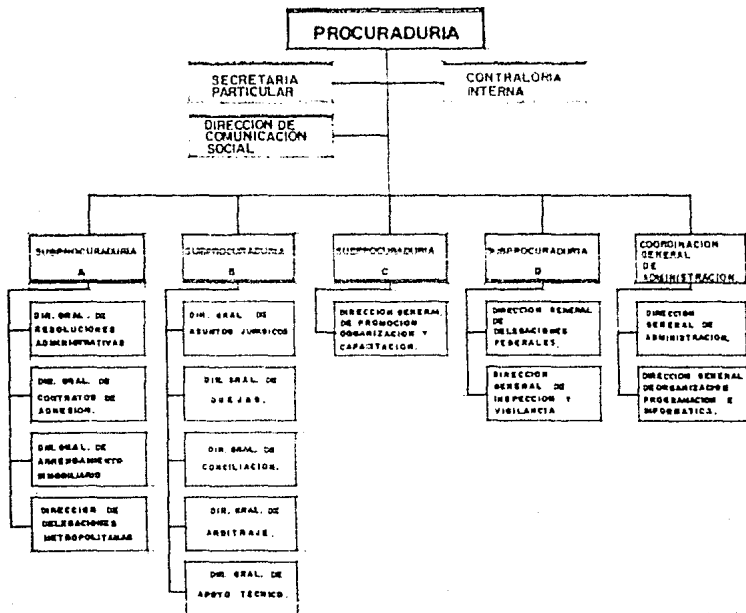 PROCURADURIA
SECRETARIA
PARTICULAR
CONTRALORIA
INTERNA
DIRECCION DE
COMUNICACIÓN
SOCIAL
SUBPROCURADURIA
A
DIR. GRAL. DE
RESOLUCIONES
ADMINISTRATIVAS
DIR. GRAL. DE
CONTRATOS DE
ADHESION.
DIR. GRAL. DE
ARRENDAMIENTO
INMOBILIARIO
DIRECCION DE
DELEGACIONES
METROPOLITANAS
SUBPROCURADURIA
B
DIR. GRAL. DE
ASUNTOS JURIDICOS
DIR. GRAL. DE
QUEJAS.
DIR. GRAL. DE
CONCILIACION.
DIR. GRAL. DE
ARBITRAJE.
DIR. GRAL. DE
APOYO TECNICO.
SUBPROCURADURIA
C
DIRECCION GENERAL
DE PROMOCION
ORGANIZACION Y
CAPACITACION.
SUBPROCURADURIA
D
DIRECCION GENERAL
DE
DELEGACIONES
FEDERALES.
DIRECCION
GENERAL DE
INSPECCION Y
VIGILANCIA
COORDINACION
GENERAL
DE
ADMINISTRACION
DIRECCION
GENERAL DE
ADMINISTRACION.
DIRECCION GENERAL
DE ORGANIZACION
PROGRAMACION E
INFORMATICA.